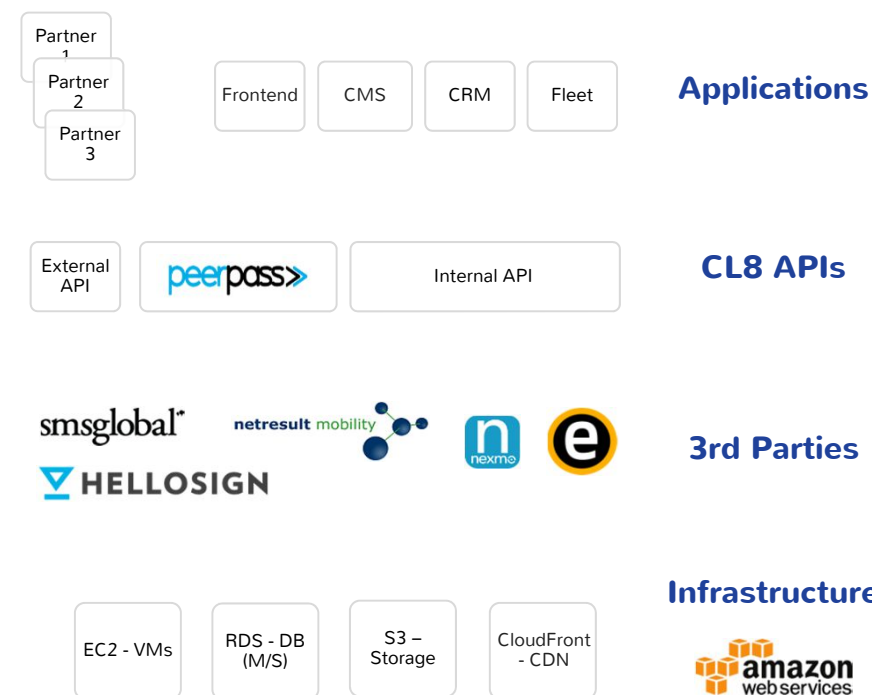 Partner
1
Partner
2
Partner
3
Frontend
CMS
CRM
Fleet
Applications
External
API
peerpass
Internal API
CL8 APIs
smsglobal
netresult mobility
n
nexmo
e
HELLOSIGN
3rd Parties
EC2 - VMs
RDS - DB
(M/S)
S3 –
Storage
CloudFront
- CDN
Infrastructure
amazon
webservices